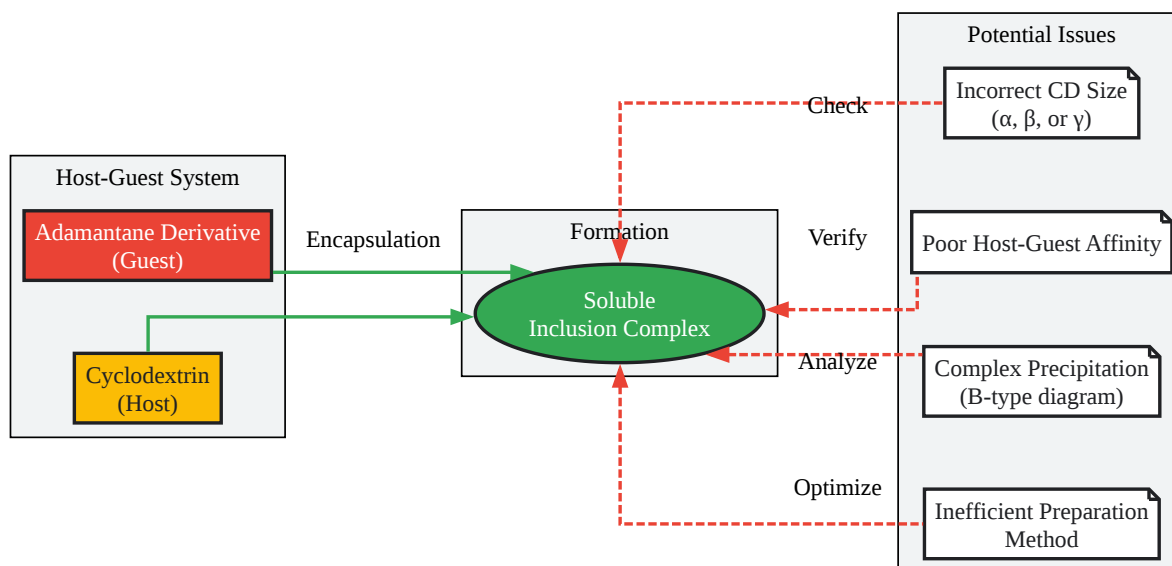 Host-Guest System
Adamantane Derivative
(Guest)
Cyclodextrin
(Host)
Encapsulation
Formation
Soluble
Inclusion Complex
Check
Verify
Analyze
Optimize
Potential Issues
Incorrect CD Size
(α, β, or γ)
Poor Host-Guest Affinity
Complex Precipitation
(B-type diagram)
Inefficient Preparation
Method